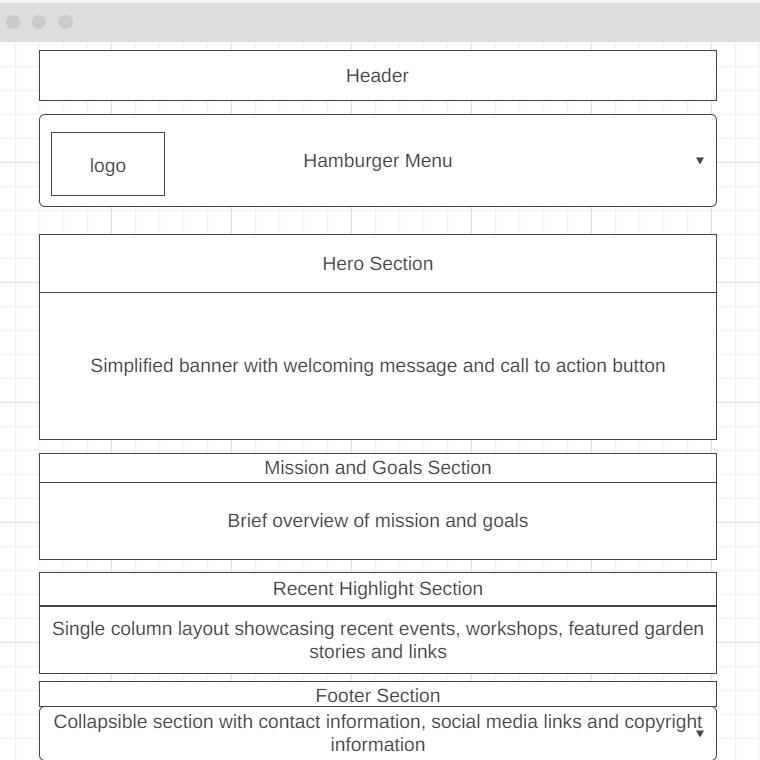 Header
logo
Hamburger Menu
Hero Section
Simplified banner with welcoming message and call to action button
Mission and Goals Section
Brief overview of mission and goals
Recent Highlight Section
Single column layout showcasing recent events, workshops, featured garden
stories and links
Footer Section
Collapsible section with contact information, social media links and copyright
information